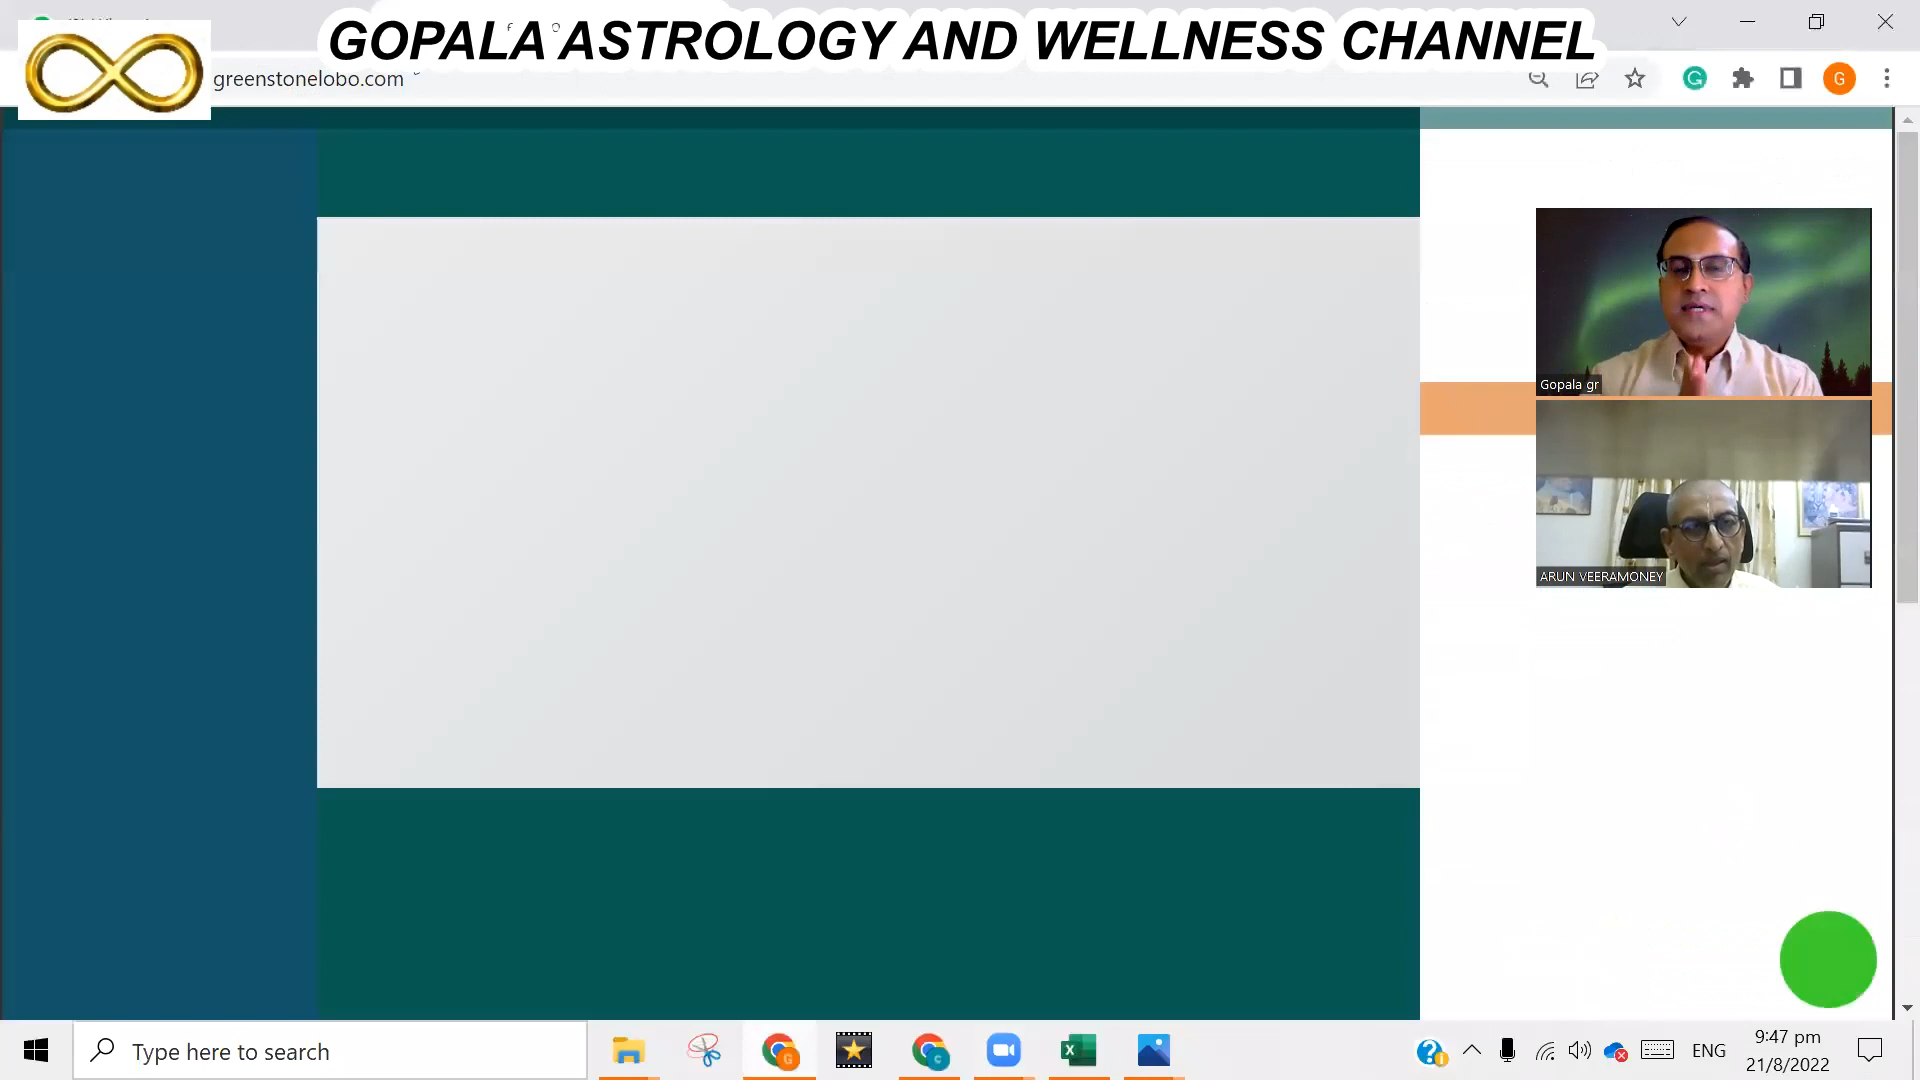 GOPALA ASTROLOGY AND WELLNESS CHANNEL
greenstonelobo.com
G
Gopala gr
ARUN VEERAMONEY
Type here to search
ENG
9:47 pm
21/8/2022